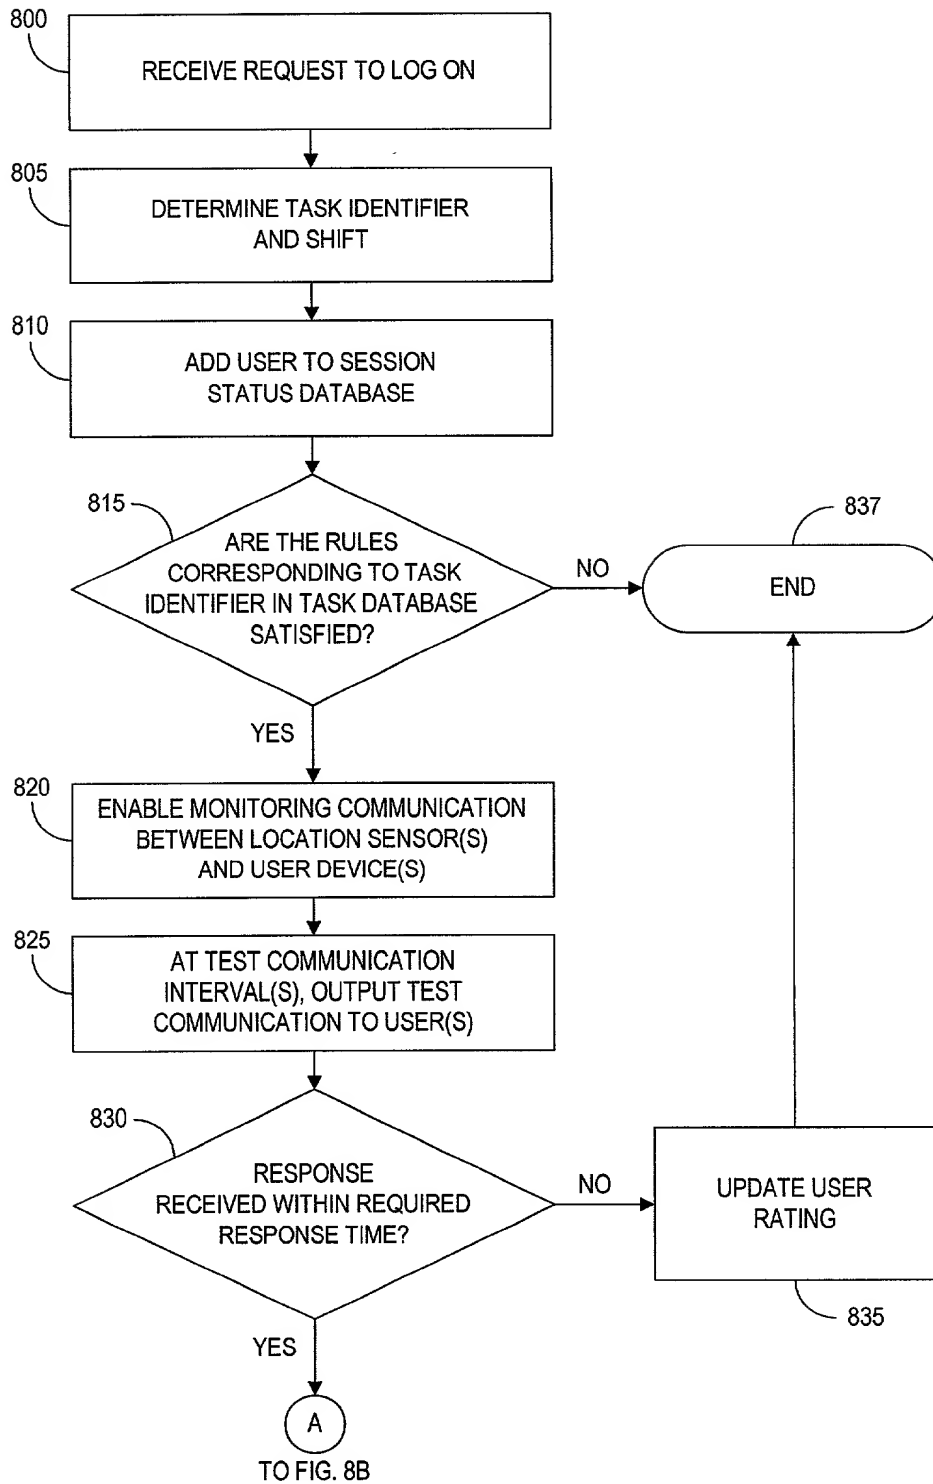 800
RECEIVE REQUEST TO LOG ON
805
DETERMINE TASK IDENTIFIER
AND SHIFT
810
ADD USER TO SESSION
STATUS DATABASE
815
ARE THE RULES
CORRESPONDING TO TASK
IDENTIFIER IN TASK DATABASE
SATISFIED?
NO
837
END
YES
820
ENABLE MONITORING COMMUNICATION
BETWEEN LOCATION SENSOR(S)
AND USER DEVICE(S)
825
AT TEST COMMUNICATION
INTERVAL(S), OUTPUT TEST
COMMUNICATION TO USER(S)
830
RESPONSE
RECEIVED WITHIN REQUIRED
RESPONSE TIME?
NO
UPDATE USER
RATING
835
YES
A
TO FIG. 8B